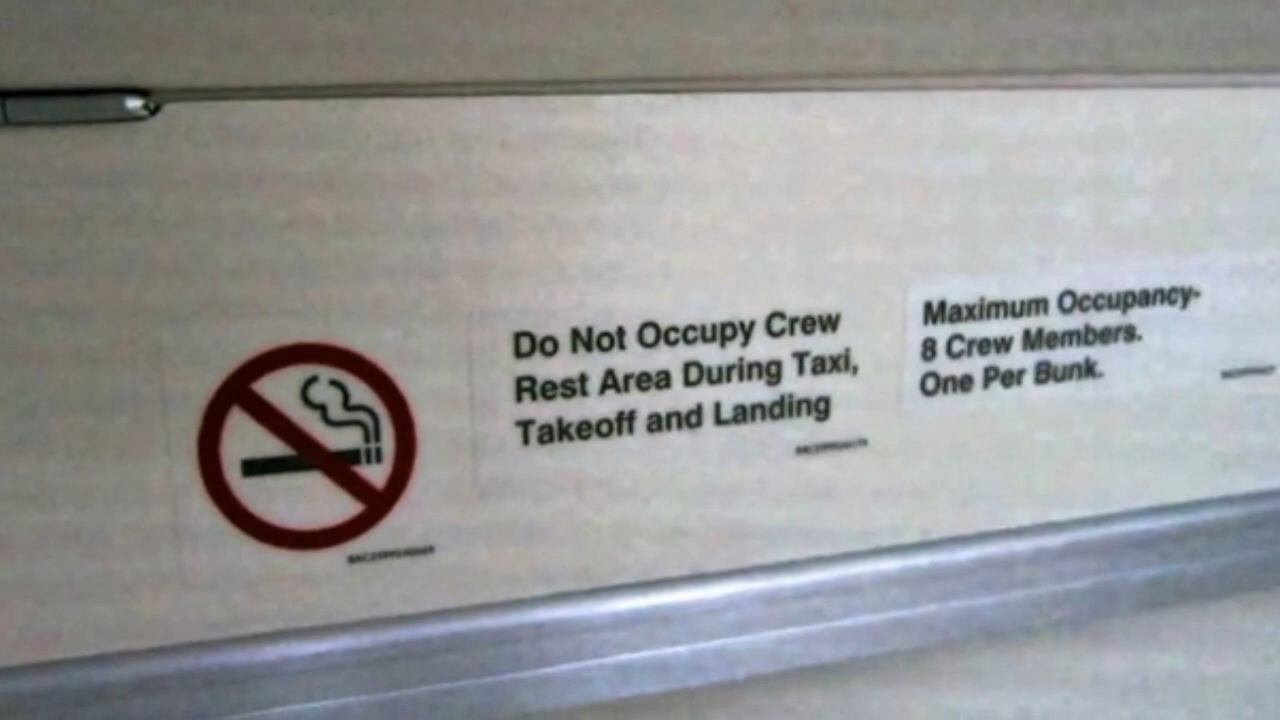 Do Not Occupy Crew
Rest Area During Taxi,
Takeoff and Landing
Maximum Occupancy-
8 Crew Members.
One Per Bunk.